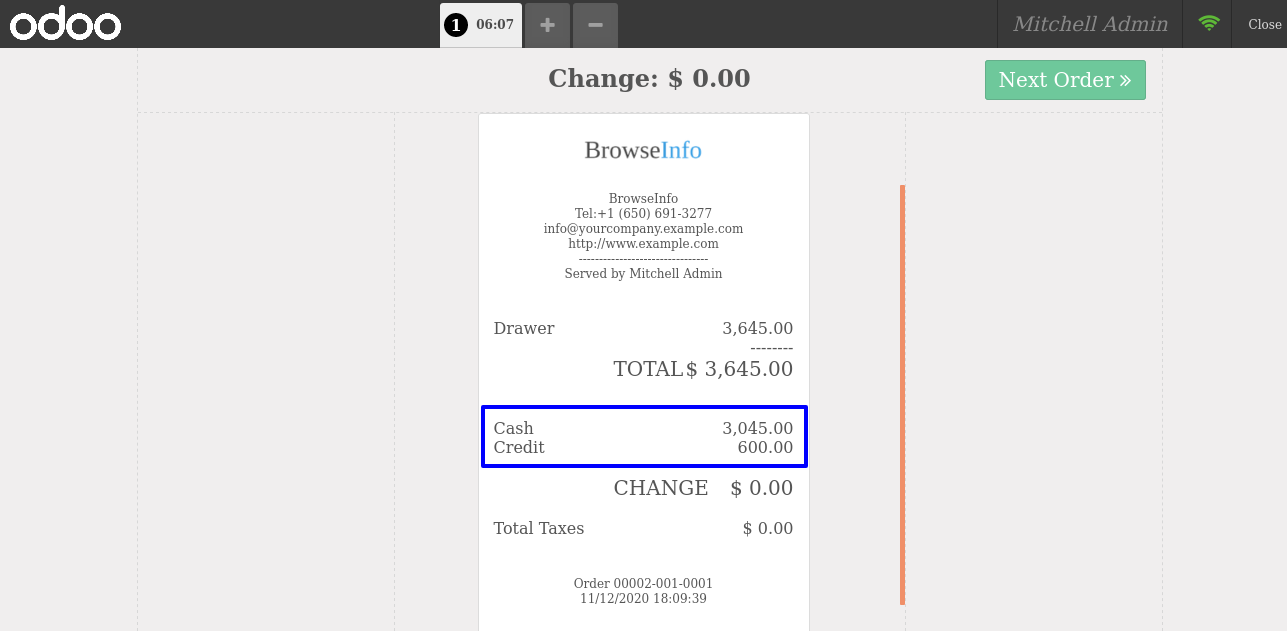 odoo
1 06:07 + −
Mitchell Admin
Close
Change: $ 0.00
Next Order »
BrowseInfo
BrowseInfo
Tel:+1 (650) 691-3277
info@yourcompany.example.com
http://www.example.com
--------------------------------
Served by Mitchell Admin
Drawer 3,645.00
--------
TOTAL $ 3,645.00
Cash 3,045.00
Credit 600.00
CHANGE $ 0.00
Total Taxes $ 0.00
Order 00002-001-0001
11/12/2020 18:09:39